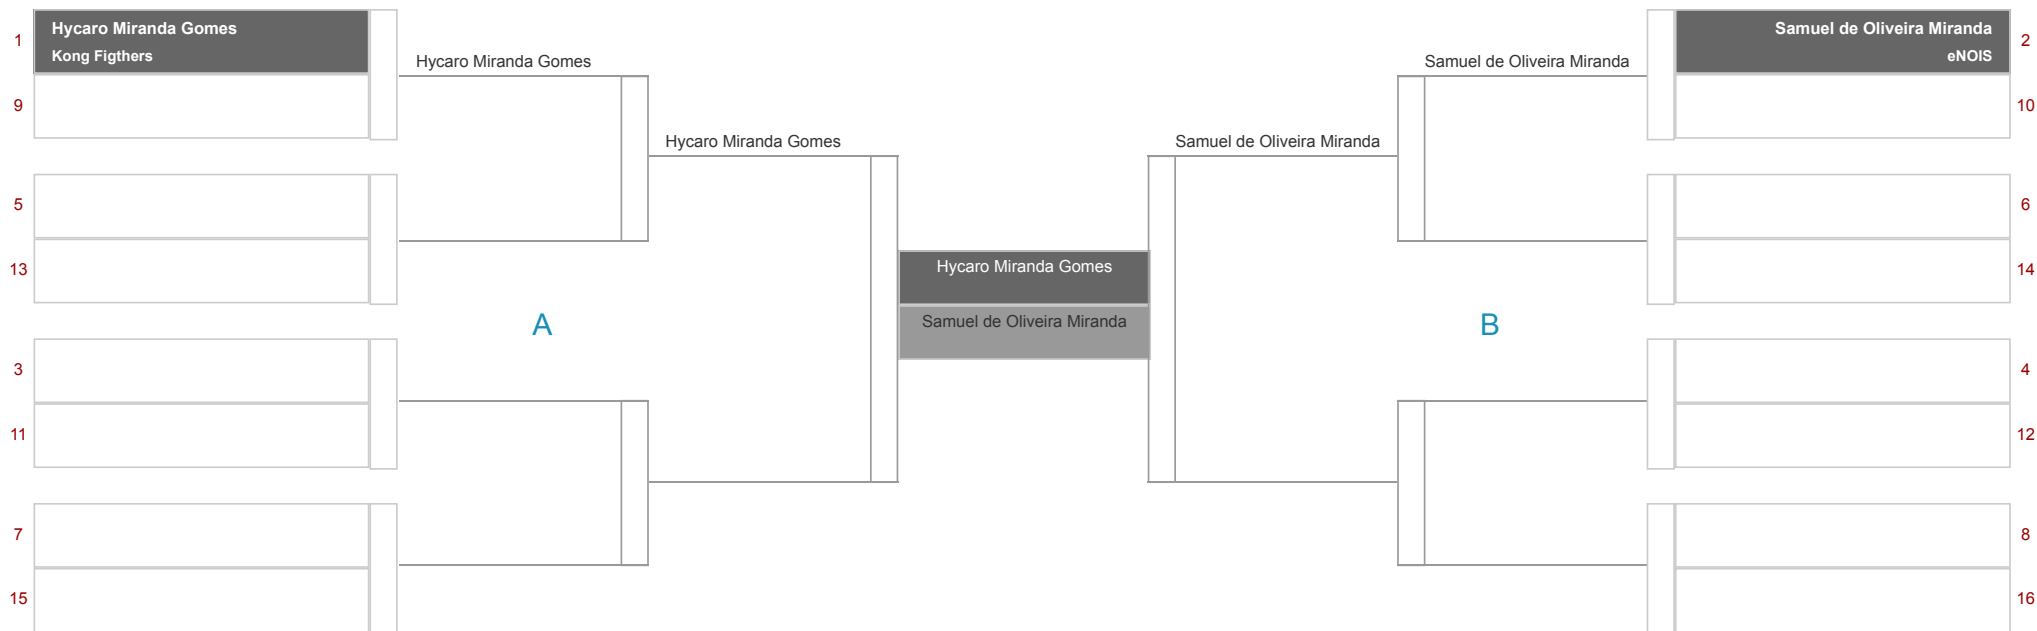 1
Hycaro Miranda Gomes
Kong Figthers
9
5
13
3
11
7
15
Hycaro Miranda Gomes
Hycaro Miranda Gomes
A
Hycaro Miranda Gomes
Samuel de Oliveira Miranda
Samuel de Oliveira Miranda
Samuel de Oliveira Miranda
B
Samuel de Oliveira Miranda
eNOIS
2
10
6
14
4
12
8
16